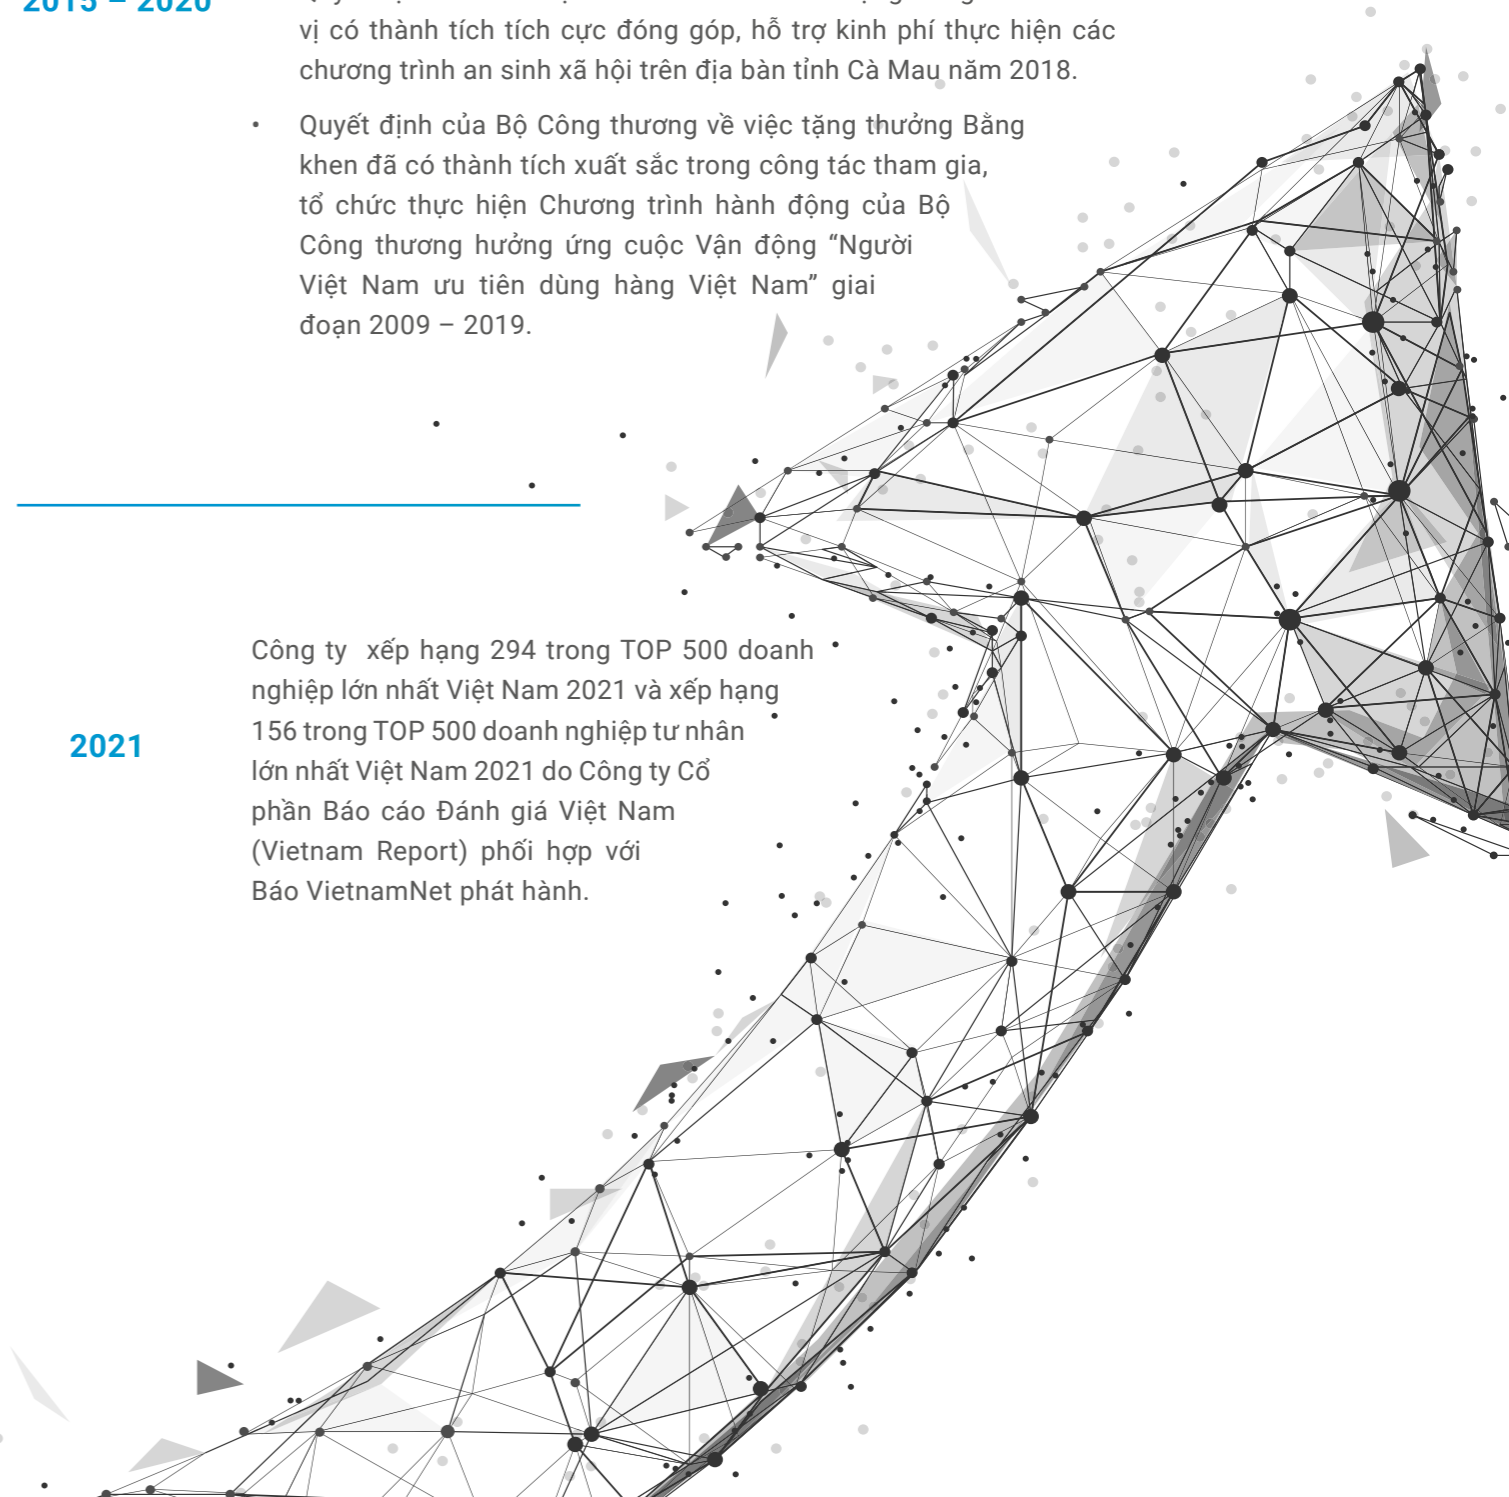 2015 – 2020
vị có thành tích tích cực đóng góp, hỗ trợ kinh phí thực hiện các
chương trình an sinh xã hội trên địa bàn tỉnh Cà Mau năm 2018.
• Quyết định của Bộ Công thương về việc tặng thưởng Bằng
khen đã có thành tích xuất sắc trong công tác tham gia,
tổ chức thực hiện Chương trình hành động của Bộ
Công thương hưởng ứng cuộc Vận động “Người
Việt Nam ưu tiên dùng hàng Việt Nam” giai
đoạn 2009 – 2019.
2021
Công ty xếp hạng 294 trong TOP 500 doanh
nghiệp lớn nhất Việt Nam 2021 và xếp hạng
156 trong TOP 500 doanh nghiệp tư nhân
lớn nhất Việt Nam 2021 do Công ty Cổ
phần Báo cáo Đánh giá Việt Nam
(Vietnam Report) phối hợp với
Báo VietnamNet phát hành.